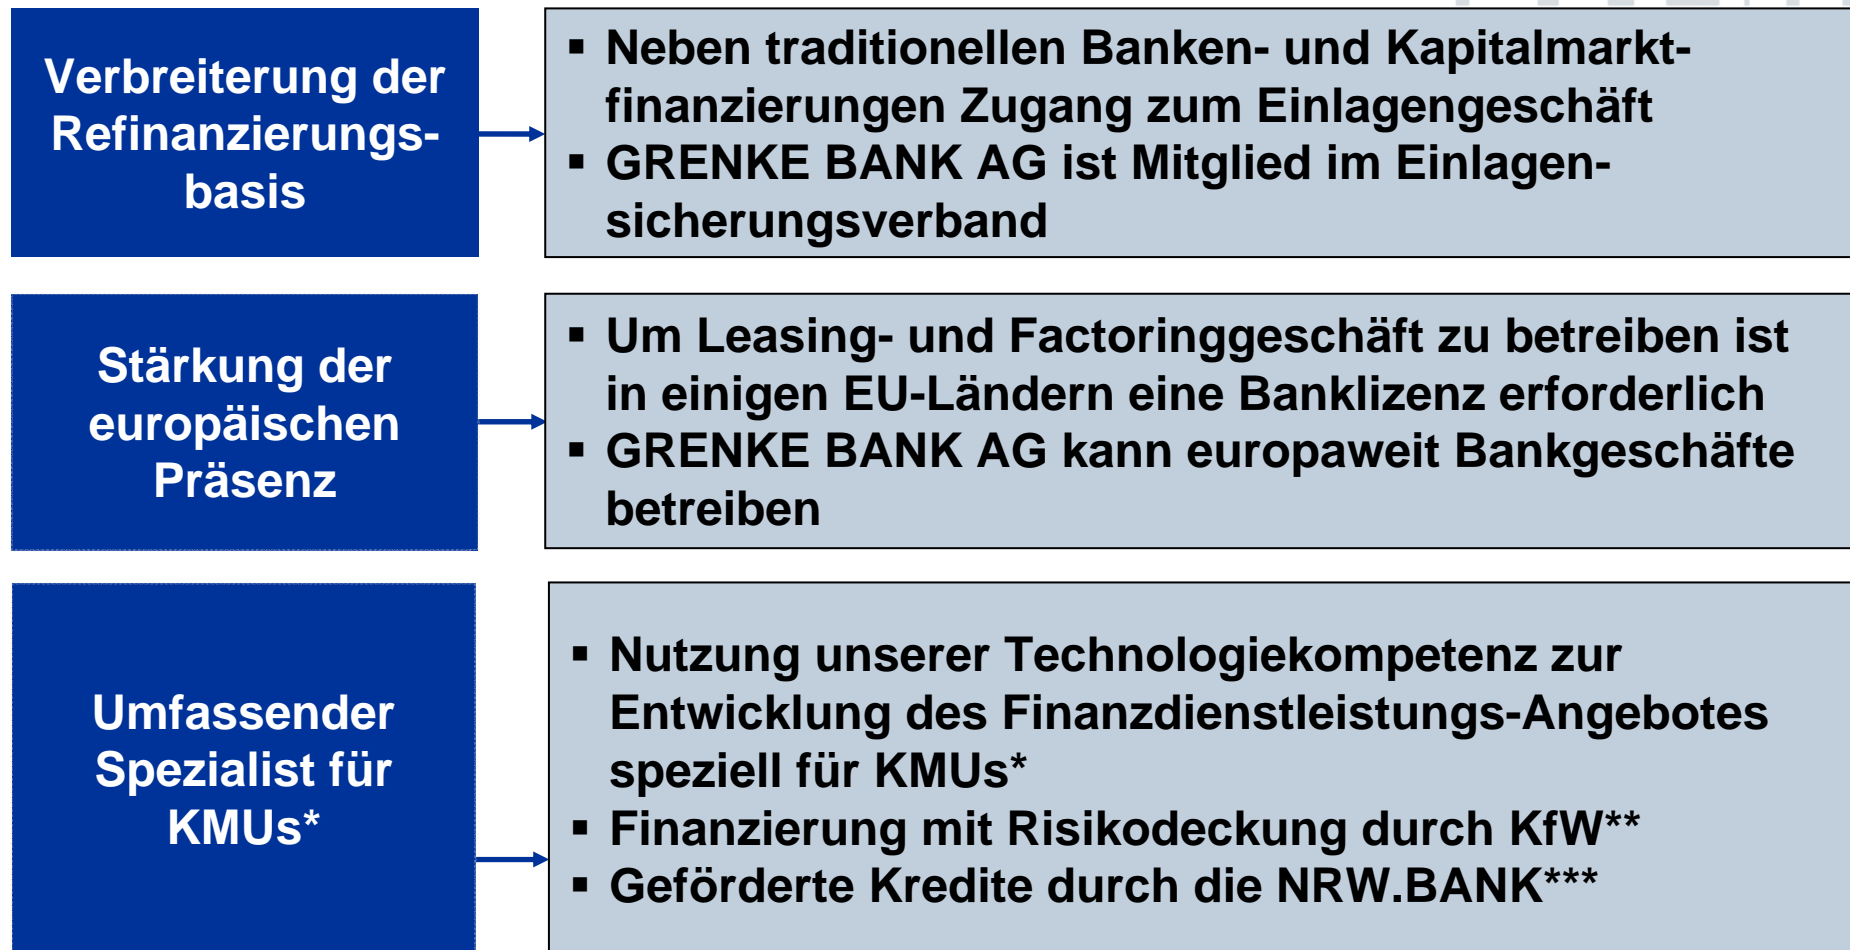 Verbreiterung der
Refinanzierungs-
basis
▪ Neben traditionellen Banken- und Kapitalmarkt-
finanzierungen Zugang zum Einlagengeschäft
▪ GRENKE BANK AG ist Mitglied im Einlagen-
sicherungsverband
Stärkung der
europäischen
Präsenz
▪ Um Leasing- und Factoringgeschäft zu betreiben ist
in einigen EU-Ländern eine Banklizenz erforderlich
▪ GRENKE BANK AG kann europaweit Bankgeschäfte
betreiben
Umfassender
Spezialist für
KMUs*
▪ Nutzung unserer Technologiekompetenz zur
Entwicklung des Finanzdienstleistungs-Angebotes
speziell für KMUs*
▪ Finanzierung mit Risikodeckung durch KfW**
▪ Geförderte Kredite durch die NRW.BANK***